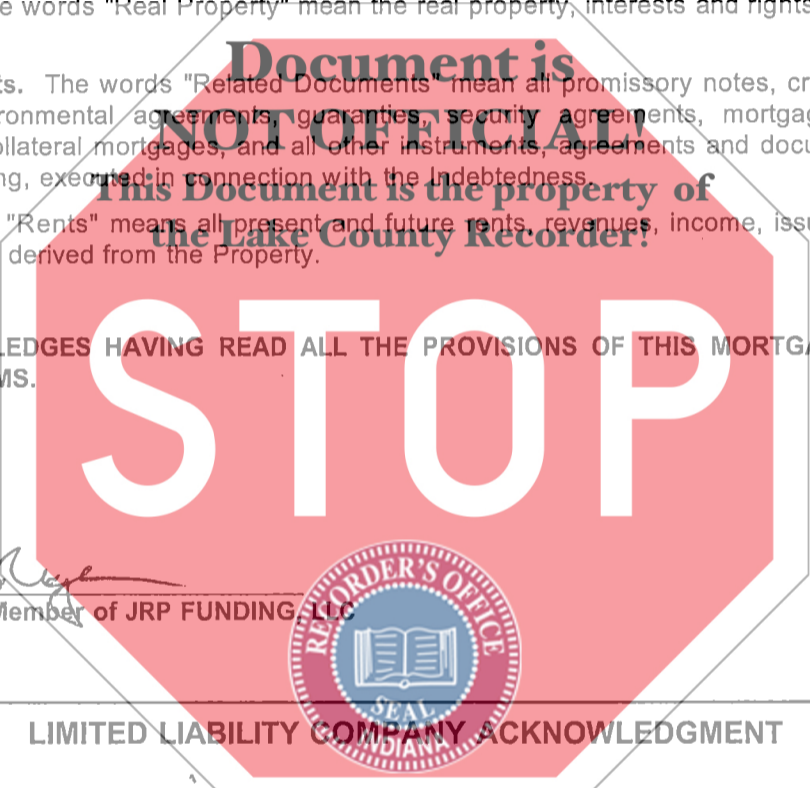 e words "Real Property" mean the real property, interests and rights
Document is
ts. The words "Related Documents" mean all promissory notes, cr
ronmental agreements, guaranties, security agreements, mortga
NOT OFFICIAL!
ollateral mortgages, and all other instruments, agreements and docu
ng, executed in connection with the Indebtedness.
This Document is the property of
"Rents" means all present and future rents, revenues, income, issu
the Lake County Recorder!
derived from the Property.
LEDGES HAVING READ ALL THE PROVISIONS OF THIS MORTGA
MS.
STOP
Member of JRP FUNDING, LLC
RECORDER'S OFFICE
SEAL
INDIANA
LIMITED LIABILITY COMPANY ACKNOWLEDGMENT